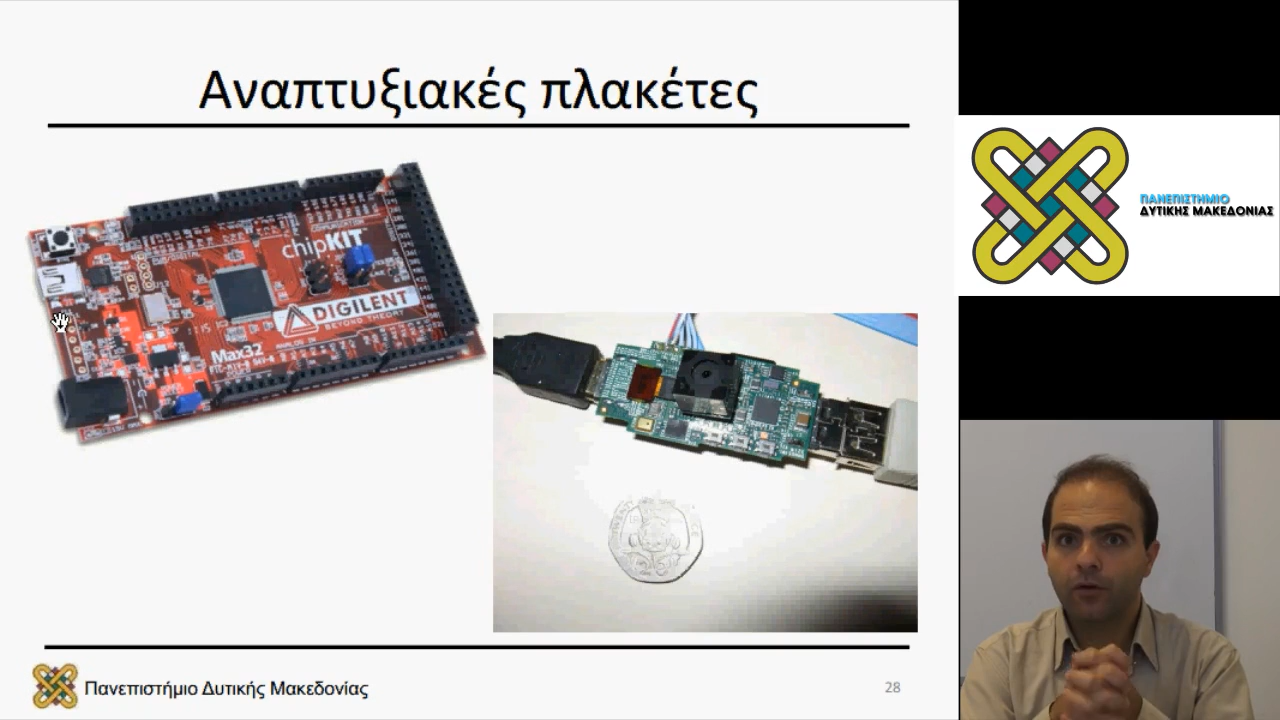 Αναπτυξιακές πλακέτες
chipKIT
DIGILENT
BEYOND THEORY
Max32
Πανεπιστήμιο Δυτικής Μακεδονίας
28
ΠΑΝΕΠΙΣΤΗΜΙΟ
ΔΥΤΙΚΗΣ ΜΑΚΕΔΟΝΙΑΣ